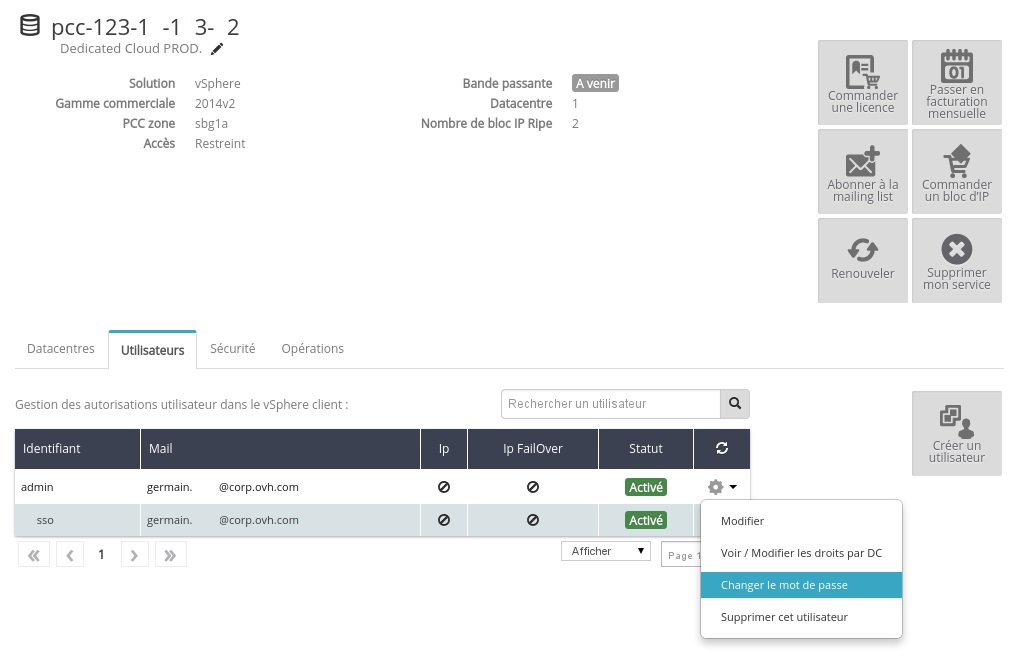 pcc-123-1 -1 3- 2
Dedicated Cloud PROD.
Solution vSphere
Gamme commerciale 2014v2
PCC zone sbg1a
Accès Restreint
Bande passante A venir
Datacentre 1
Nombre de bloc IP Ripe 2
Commander
une licence
Passer en
facturation
mensuelle
Abonner à la
mailing list
Commander
un bloc d'IP
Renouveler
Supprimer
mon service
Datacentres Utilisateurs Sécurité Opérations
Gestion des autorisations utilisateur dans le vSphere client :
Rechercher un utilisateur
Créer un
utilisateur
Identifiant Mail Ip Ip FailOver Statut
admin germain. @corp.ovh.com Activé
sso germain. @corp.ovh.com Activé
« ‹ 1 › »
Afficher
Page 1
Modifier
Voir / Modifier les droits par DC
Changer le mot de passe
Supprimer cet utilisateur